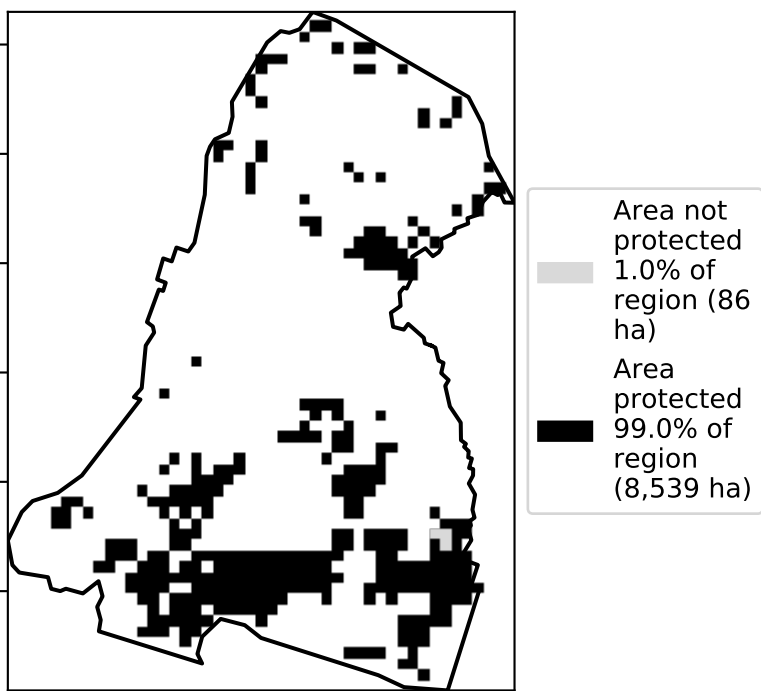 Area not
protected
1.0% of
region (86
ha)
Area
protected
99.0% of
region
(8,539 ha)